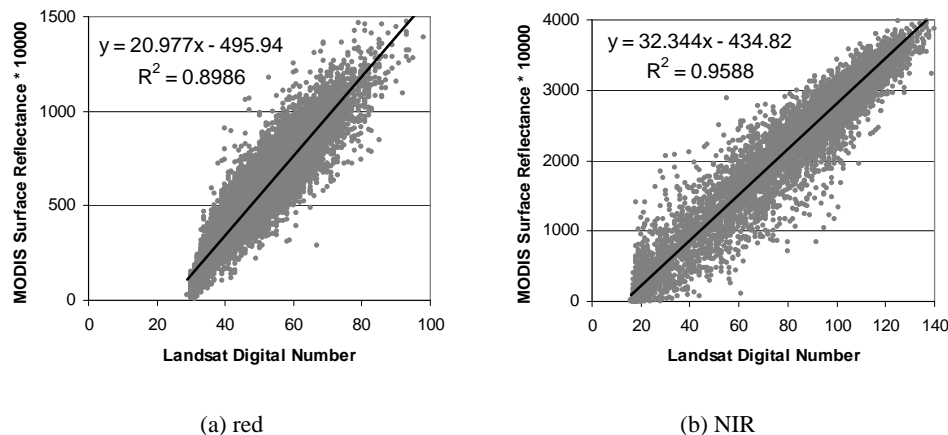 y = 20.977x - 495.94
R² = 0.8986
MODIS Surface Reflectance * 10000
1500
1000
500
0
0 20 40 60 80 100
Landsat Digital Number
(a) red
y = 32.344x - 434.82
R² = 0.9588
MODIS Surface Reflectance * 10000
4000
3000
2000
1000
0
0 20 40 60 80 100 120 140
Landsat Digital Number
(b) NIR